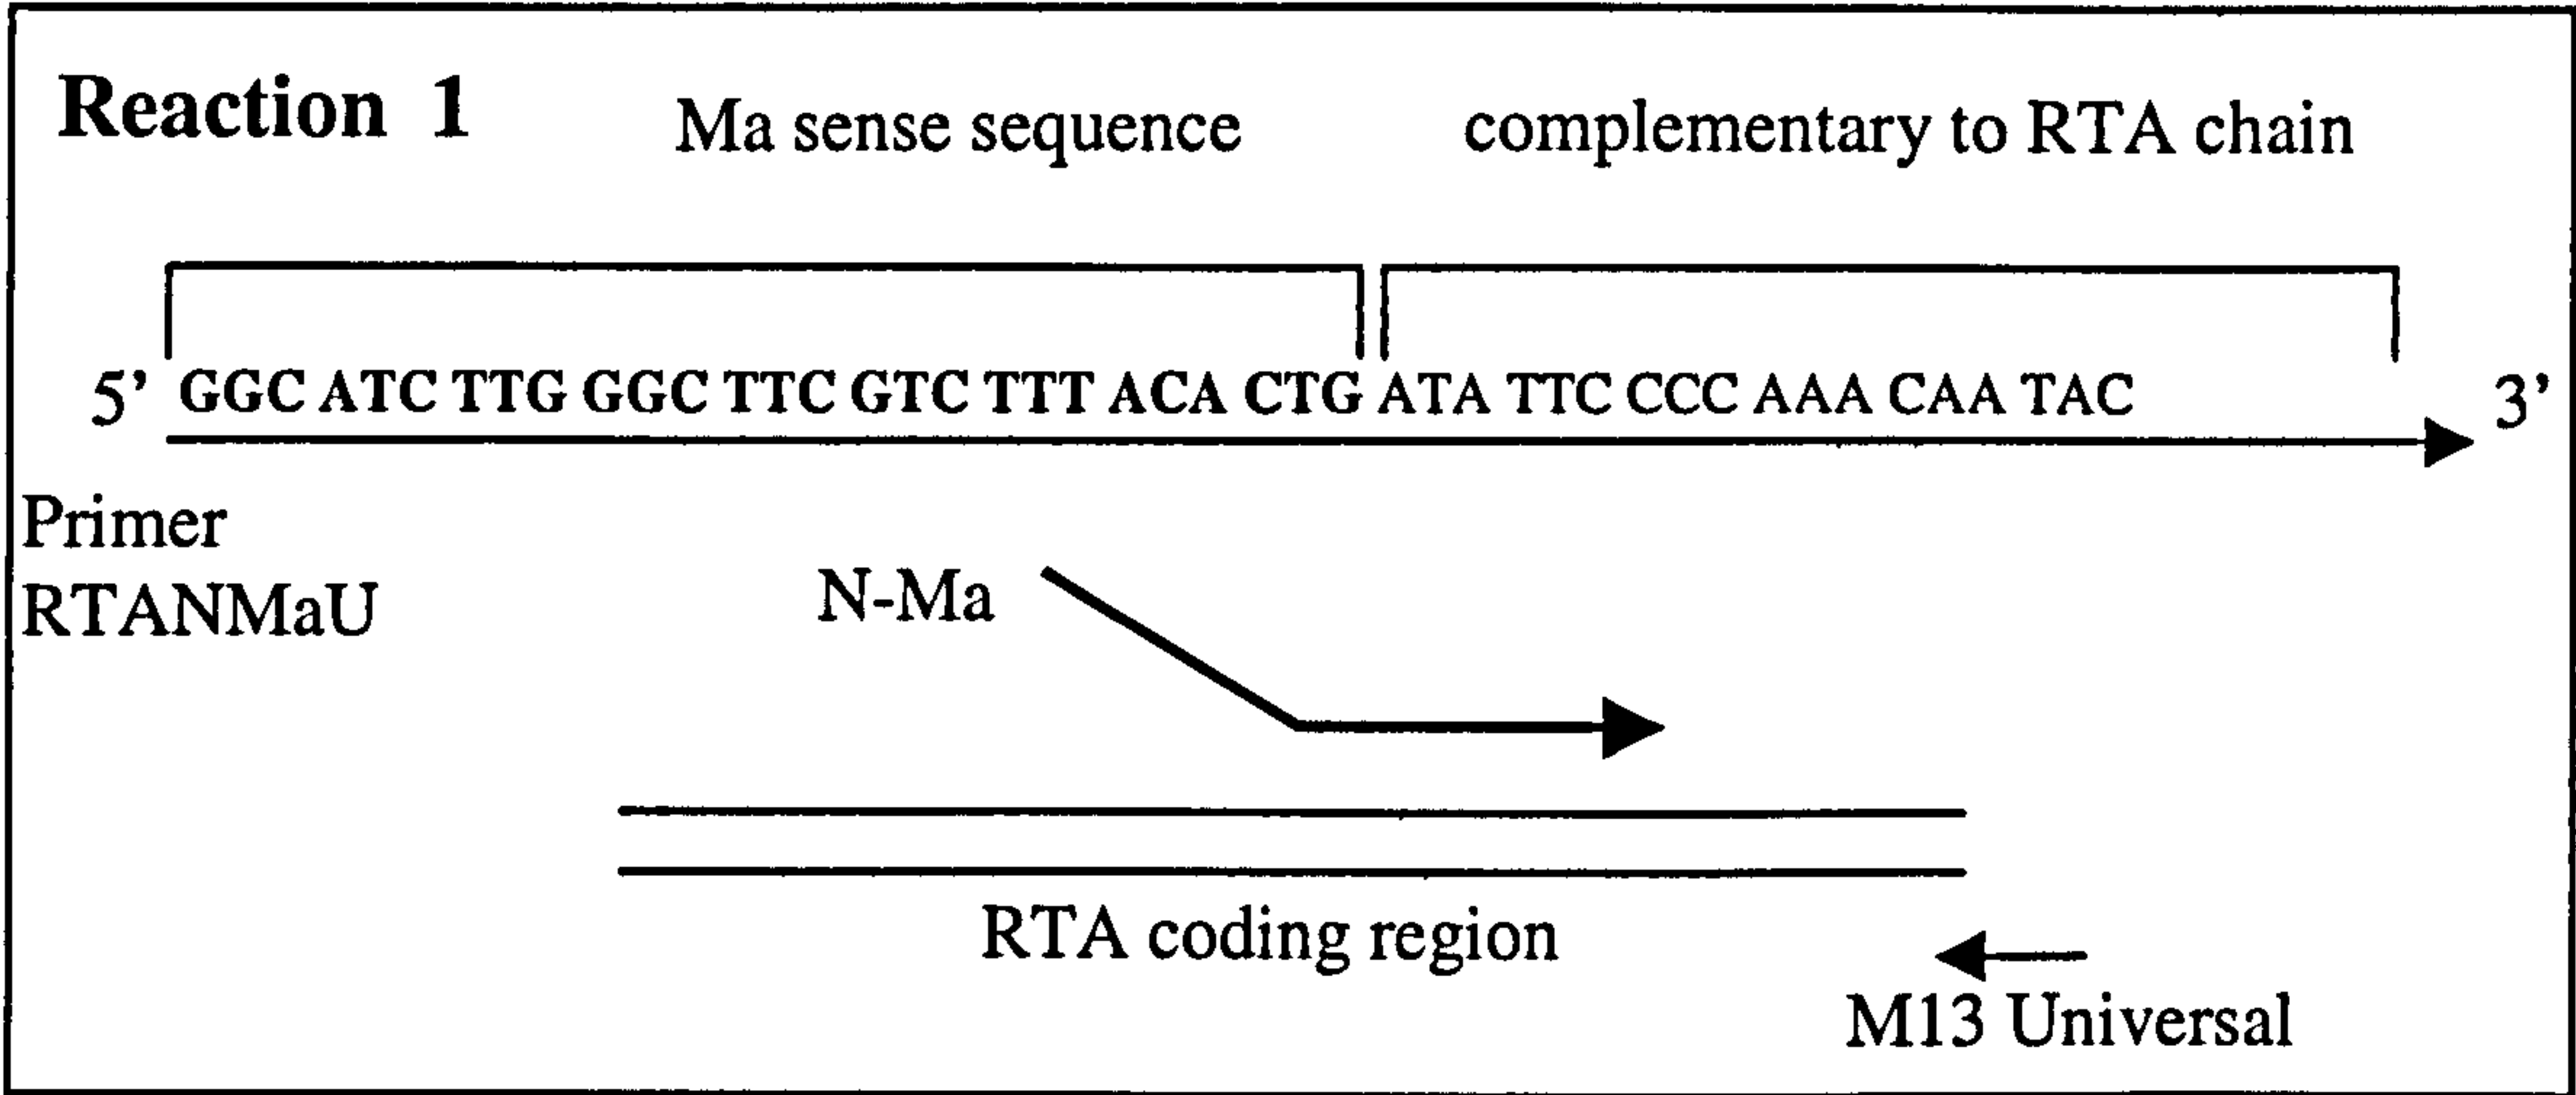 Reaction 1 Ma sense sequence complementary to RTA chain
5’ GGC ATC TTG GGC TTC GTC TTT ACA CTG ATA TTC CCC AAA CAA TAC 3’
Primer
RTANMaU
N-Ma
RTA coding region
M13 Universal